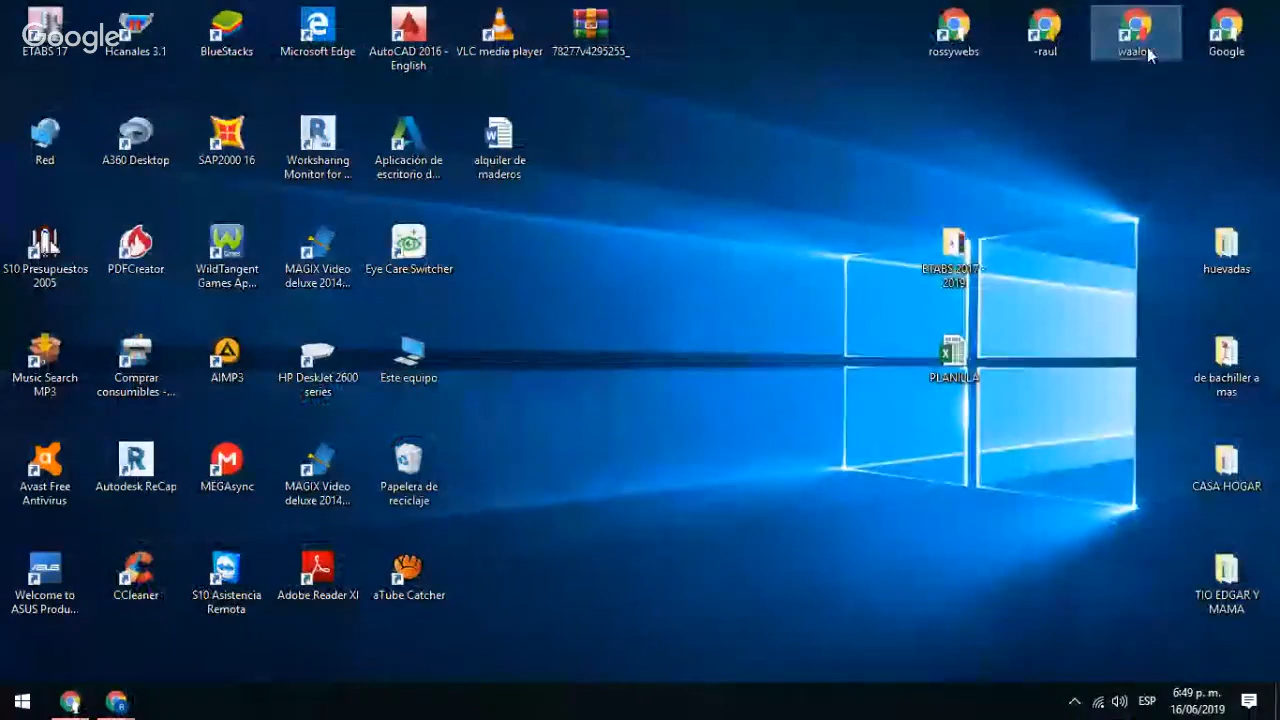 Google
ETABS 17
Hcanales 3.1
BlueStacks
Microsoft Edge
AutoCAD 2016 -
English
VLC media player
78277v4295255_
rossywebs
-raul
Google
Red
A360 Desktop
SAP2000 16
Worksharing
Monitor for ...
Aplicación de
escritorio d...
alquiler de
maderos
S10 Presupuestos
2005
PDFCreator
WildTangent
Games Ap...
MAGIX Video
deluxe 2014...
Eye Care Switcher
ETABS 2017 -
2019
huevadas
Music Search
MP3
Comprar
consumibles -...
AIMP3
HP DeskJet 2600
series
Este equipo
PLANILLA
de bachiller a
mas
Avast Free
Antivirus
Autodesk ReCap
MEGAsync
MAGIX Video
deluxe 2014...
Papelera de
reciclaje
CASA HOGAR
Welcome to
ASUS Produ...
CCleaner
S10 Asistencia
Remota
Adobe Reader XI
aTube Catcher
TIO EDGAR Y
MAMA
ESP
6:49 p. m.
16/06/2019